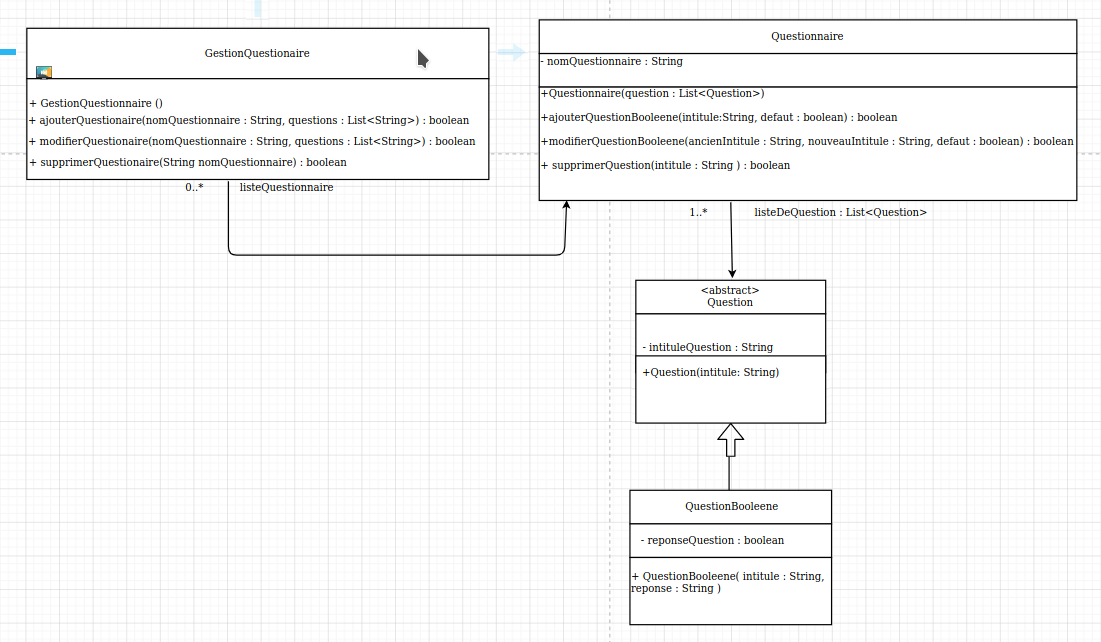 GestionQuestionaire
+ GestionQuestionnaire ()
+ ajouterQuestionaire(nomQuestionnaire : String, questions : List<String>) : boolean
+ modifierQuestionaire(nomQuestionnaire : String, questions : List<String>) : boolean
+ supprimerQuestionaire(String nomQuestionnaire) : boolean
0..*
listeQuestionnaire
Questionnaire
- nomQuestionnaire : String
+Questionnaire(question : List<Question>)
+ajouterQuestionBooleene(intitule:String, defaut : boolean) : boolean
+modifierQuestionBooleene(ancienIntitule : String, nouveauIntitule : String, defaut : boolean) : boolean
+ supprimerQuestion(intitule : String ) : boolean
1..*
listeDeQuestion : List<Question>
<abstract>
Question
- intituleQuestion : String
+Question(intitule: String)
QuestionBooleene
- reponseQuestion : boolean
+ QuestionBooleene( intitule : String,
reponse : String )